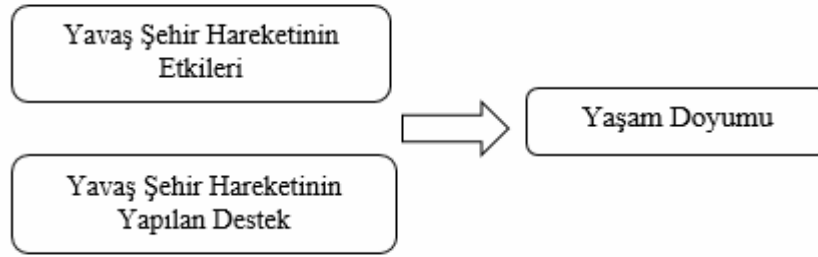 Yavaş Şehir Hareketinin
Etkileri
Yaşam Doyumu
Yavaş Şehir Hareketinin
Yapılan Destek